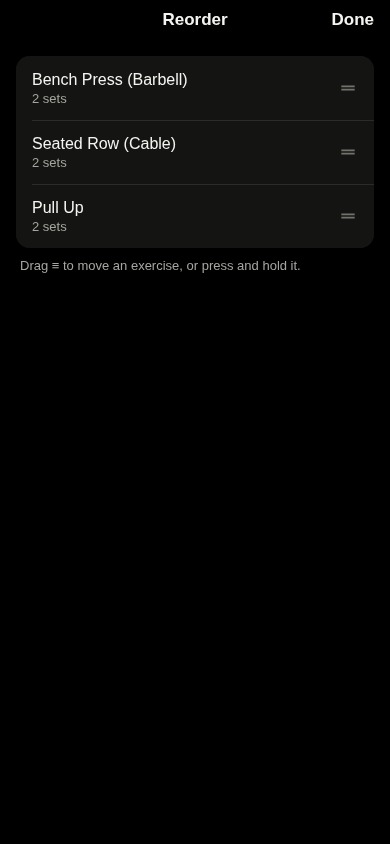 Reorder
Done
Bench Press (Barbell)
2 sets
Seated Row (Cable)
2 sets
Pull Up
2 sets
Drag ≡ to move an exercise, or press and hold it.